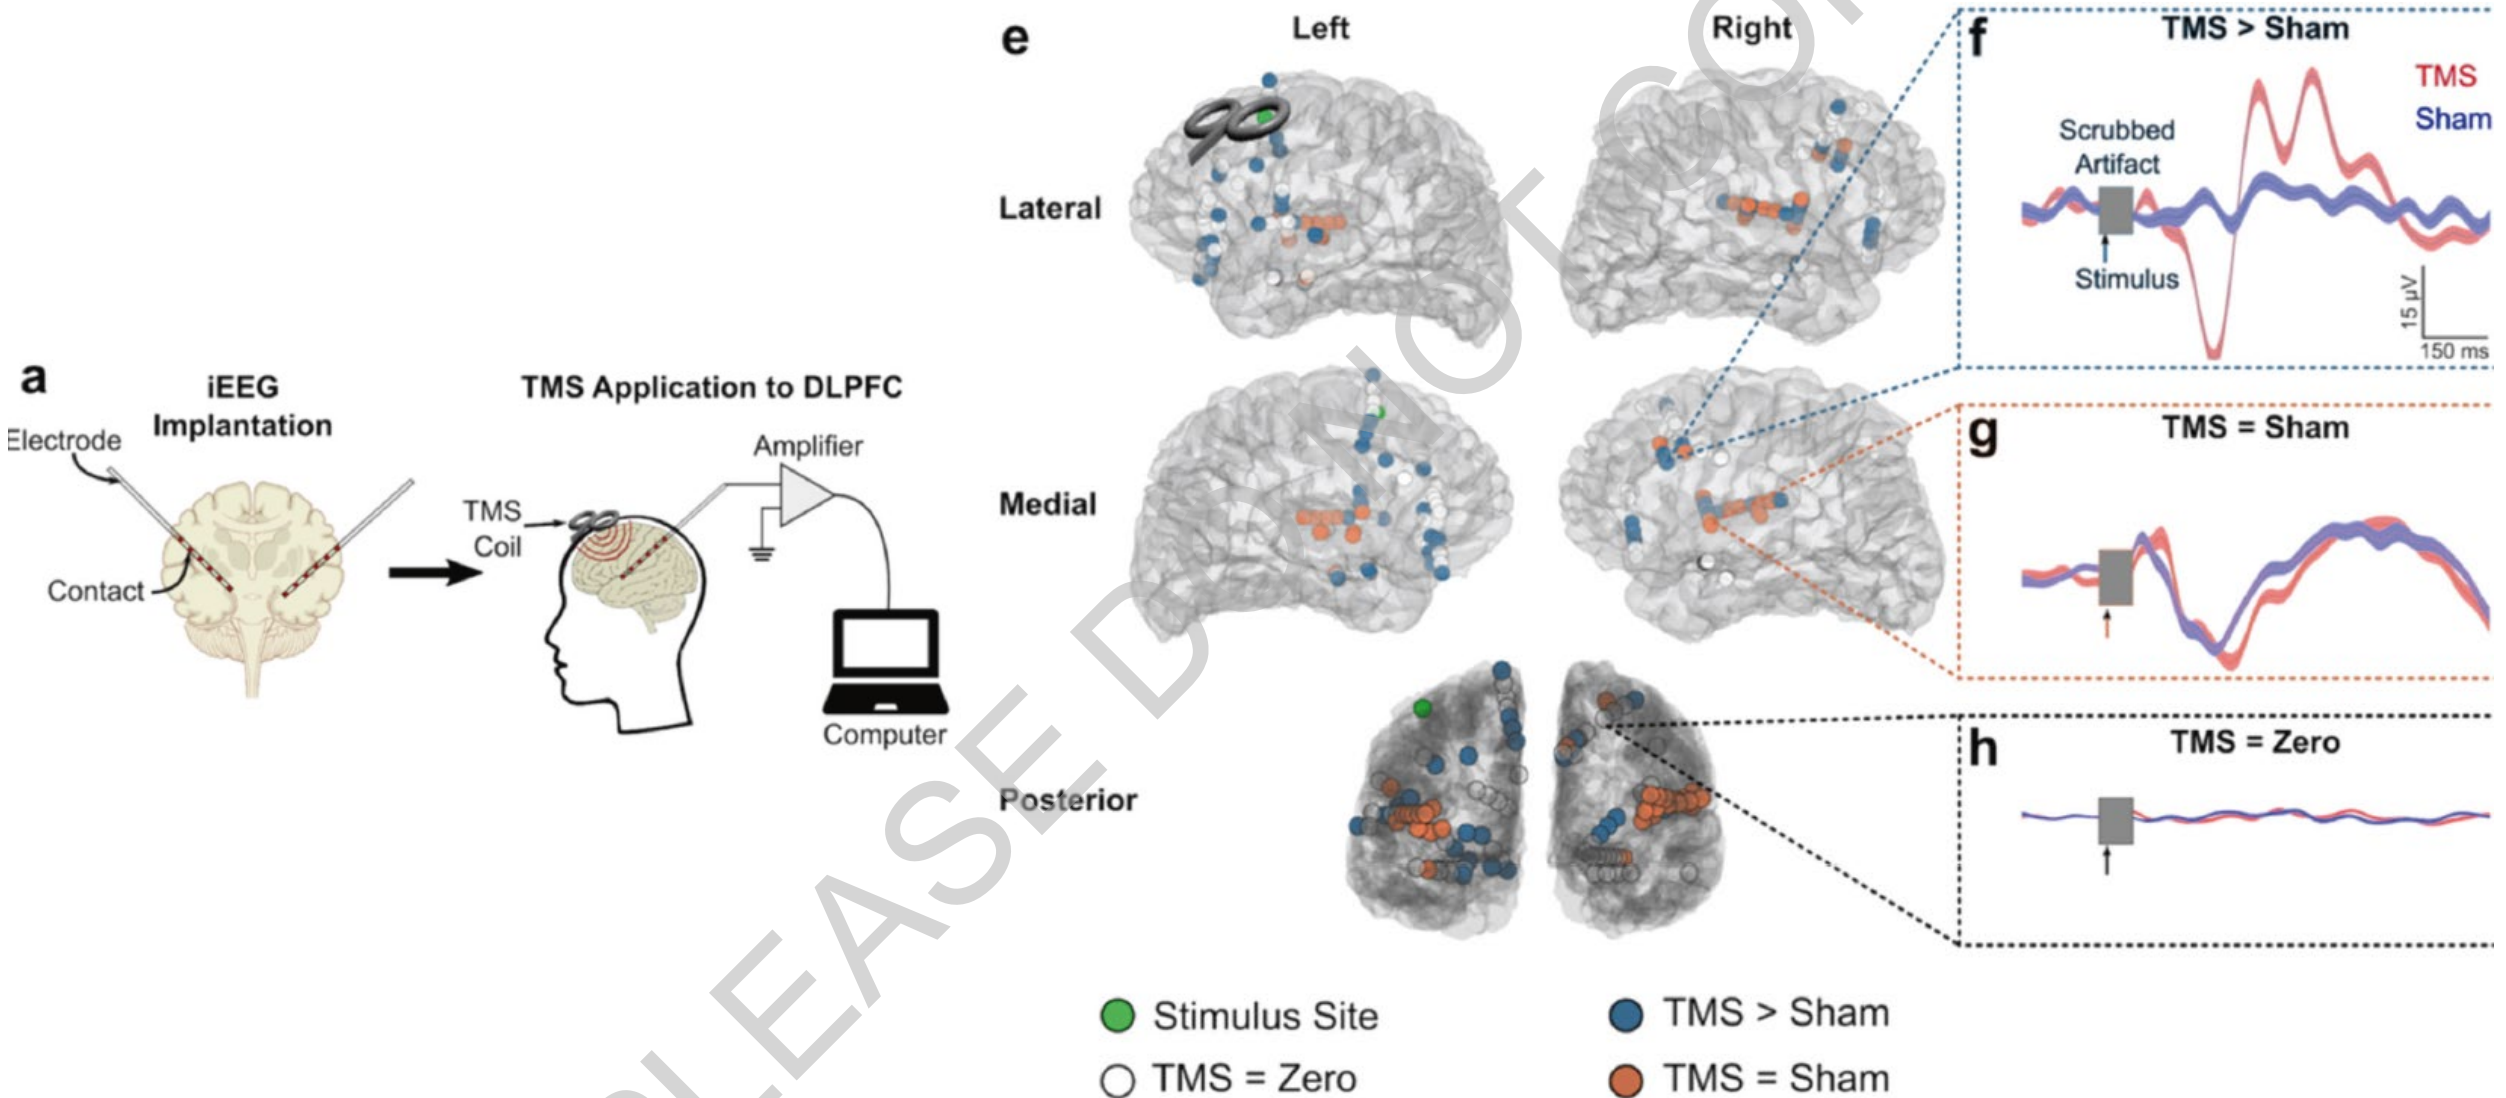 a
iEEG
Implantation
Electrode
Contact
TMS Application to DLPFC
Amplifier
TMS
Coil
Computer
e
Left
Right
Lateral
Medial
Posterior
Stimulus Site
TMS > Sham
TMS = Zero
TMS = Sham
f
TMS > Sham
TMS
Sham
Scrubbed
Artifact
Stimulus
15 µV
150 ms
g
TMS = Sham
h
TMS = Zero